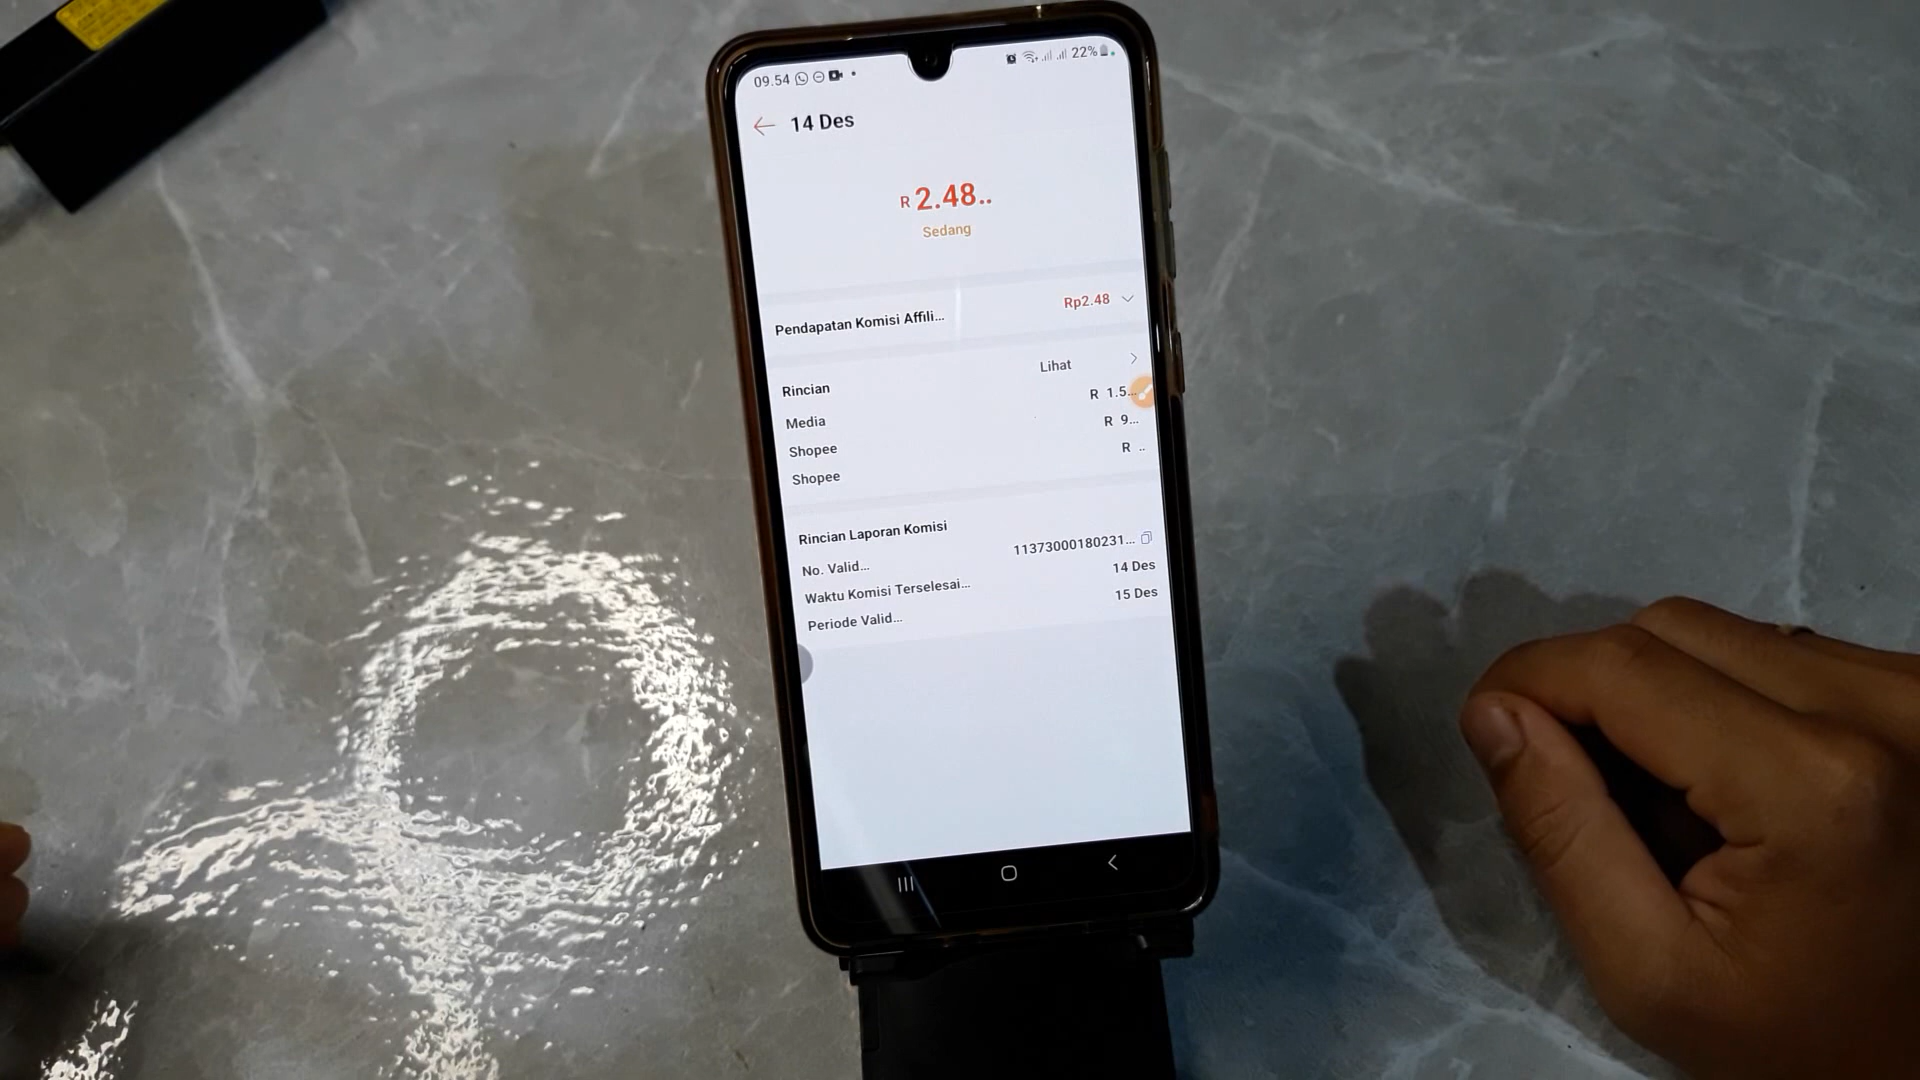 09.54 22%
14 Des
R 2.48..
Sedang
Pendapatan Komisi Affili... Rp2.48
Rincian Lihat
Media R 1.5...
Shopee R 9...
Shopee R ..
Rincian Laporan Komisi
No. Valid... 11373000180231...
Waktu Komisi Terselesai... 14 Des
Periode Valid... 15 Des